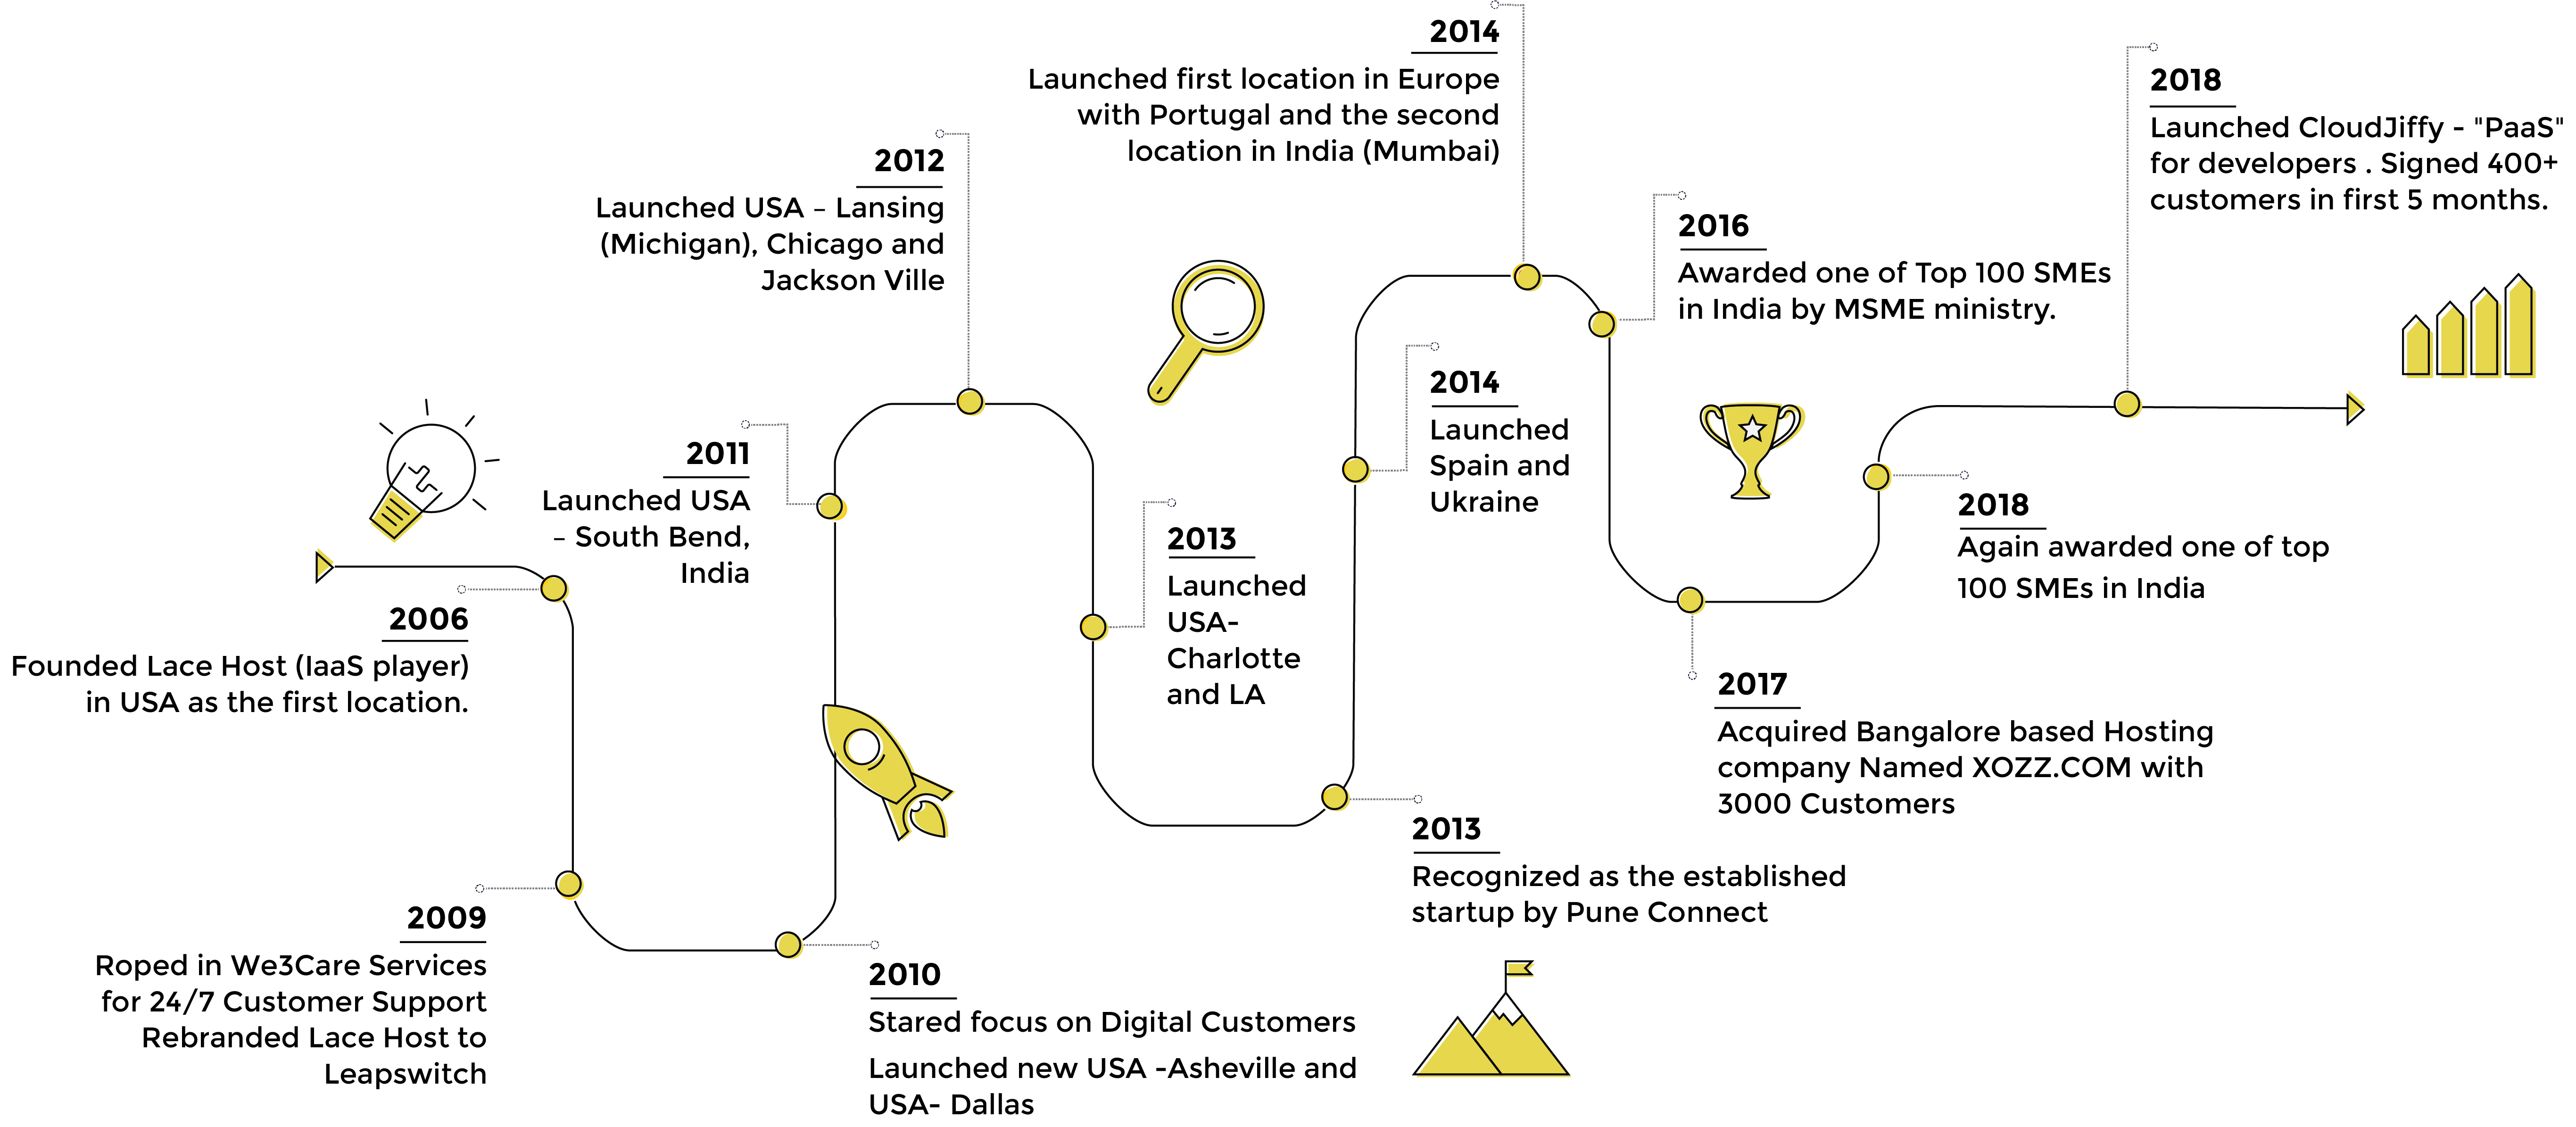 2006
Founded Lace Host (IaaS player)
in USA as the first location.
2009
Roped in We3Care Services
for 24/7 Customer Support
Rebranded Lace Host to
Leapswitch
2010
Stared focus on Digital Customers
Launched new USA -Asheville and
USA- Dallas
2011
Launched USA
– South Bend,
India
2012
Launched USA – Lansing
(Michigan), Chicago and
Jackson Ville
2013
Launched
USA-
Charlotte
and LA
2013
Recognized as the established
startup by Pune Connect
2014
Launched
Spain and
Ukraine
2014
Launched first location in Europe
with Portugal and the second
location in India (Mumbai)
2016
Awarded one of Top 100 SMEs
in India by MSME ministry.
2017
Acquired Bangalore based Hosting
company Named XOZZ.COM with
3000 Customers
2018
Again awarded one of top
100 SMEs in India
2018
Launched CloudJiffy - "PaaS"
for developers . Signed 400+
customers in first 5 months.